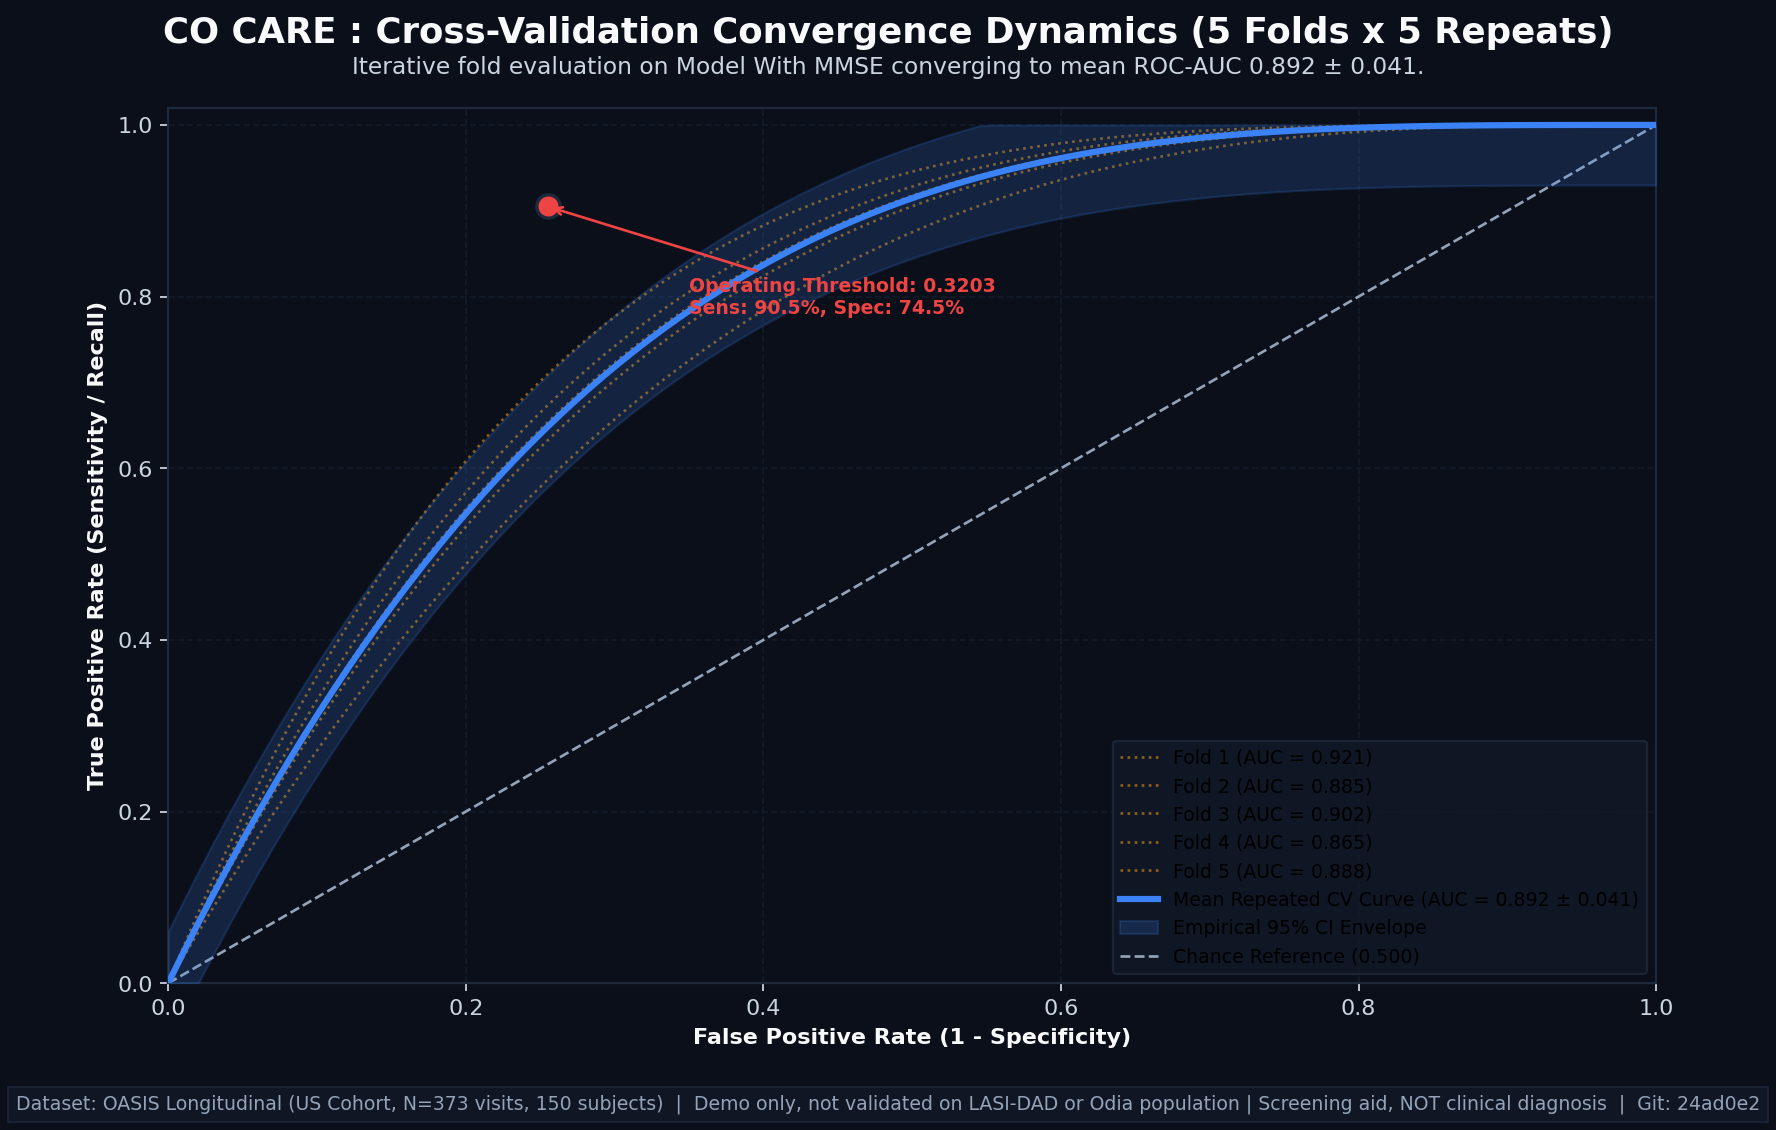 CO CARE : Cross-Validation Convergence Dynamics (5 Folds x 5 Repeats)
Iterative fold evaluation on Model With MMSE converging to mean ROC-AUC 0.892 ± 0.041.
1.0
0.8
0.6
0.4
0.2
0.0
True Positive Rate (Sensitivity / Recall)
Operating Threshold: 0.3203
Sens: 90.5%, Spec: 74.5%
Fold 1 (AUC = 0.921)
Fold 2 (AUC = 0.885)
Fold 3 (AUC = 0.902)
Fold 4 (AUC = 0.865)
Fold 5 (AUC = 0.888)
Mean Repeated CV Curve (AUC = 0.892 ± 0.041)
Empirical 95% CI Envelope
Chance Reference (0.500)
0.0 0.2 0.4 0.6 0.8 1.0
False Positive Rate (1 - Specificity)
Dataset: OASIS Longitudinal (US Cohort, N=373 visits, 150 subjects) | Demo only, not validated on LASI-DAD or Odia population | Screening aid, NOT clinical diagnosis | Git: 24ad0e2